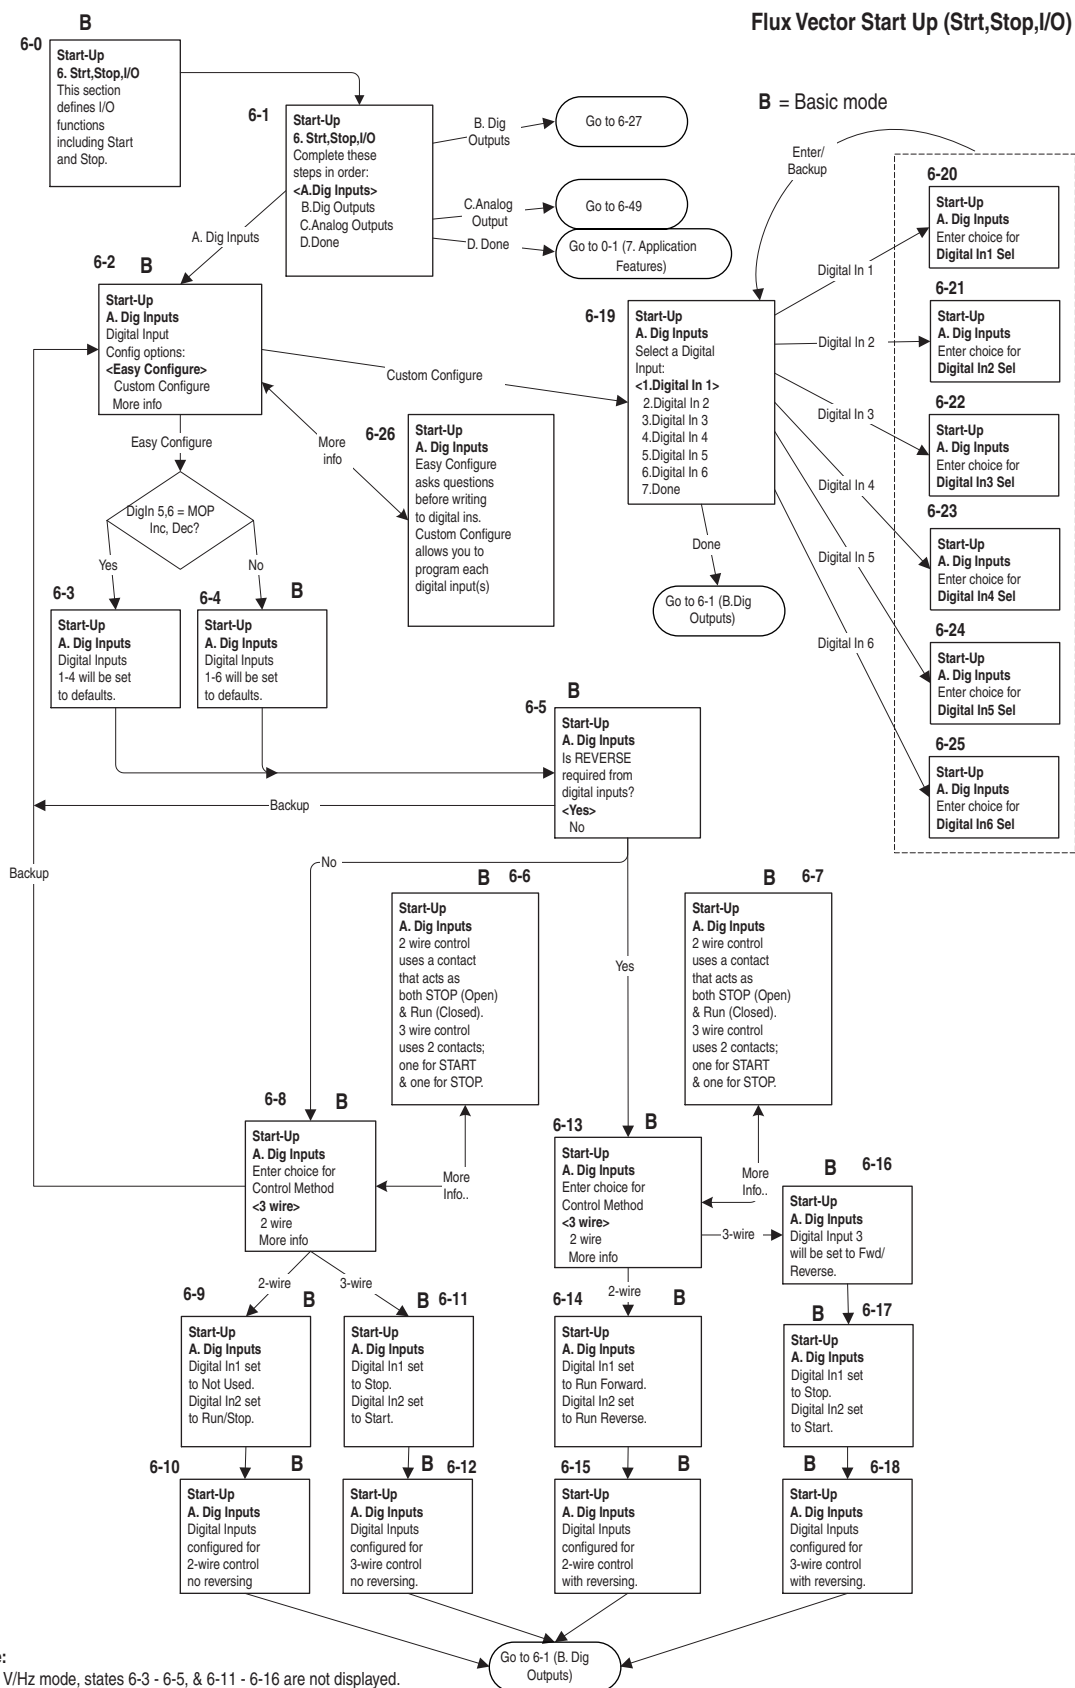 Flux Vector Start Up (Strt,Stop,I/O)
B = Basic mode
B
6-0
Start-Up
6. Strt,Stop,I/O
This section
defines I/O
functions
including Start
and Stop.
6-1
Start-Up
6. Strt,Stop,I/O
Complete these
steps in order:
<A.Dig Inputs>
B.Dig Outputs
C.Analog Outputs
D.Done
B. Dig
Outputs
Go to 6-27
C.Analog
Output
Go to 6-49
D. Done
Go to 0-1 (7. Application
Features)
A. Dig Inputs
6-2
B
Start-Up
A. Dig Inputs
Digital Input
Config options:
<Easy Configure>
Custom Configure
More info
Custom Configure
More
info
6-26
Start-Up
A. Dig Inputs
Easy Configure
asks questions
before writing
to digital ins.
Custom Configure
allows you to
program each
digital input(s)
Easy Configure
DigIn 5,6 = MOP
Inc, Dec?
Yes
No
6-3
Start-Up
A. Dig Inputs
Digital Inputs
1-4 will be set
to defaults.
6-4
B
Start-Up
A. Dig Inputs
Digital Inputs
1-6 will be set
to defaults.
Enter/
Backup
6-19
Start-Up
A. Dig Inputs
Select a Digital
Input:
<1.Digital In 1>
2.Digital In 2
3.Digital In 3
4.Digital In 4
5.Digital In 5
6.Digital In 6
7.Done
Done
Go to 6-1 (B.Dig
Outputs)
Digital In 1
Digital In 2
Digital In 3
Digital In 4
Digital In 5
Digital In 6
6-20
Start-Up
A. Dig Inputs
Enter choice for
Digital In1 Sel
6-21
Start-Up
A. Dig Inputs
Enter choice for
Digital In2 Sel
6-22
Start-Up
A. Dig Inputs
Enter choice for
Digital In3 Sel
6-23
Start-Up
A. Dig Inputs
Enter choice for
Digital In4 Sel
6-24
Start-Up
A. Dig Inputs
Enter choice for
Digital In5 Sel
6-25
Start-Up
A. Dig Inputs
Enter choice for
Digital In6 Sel
B
6-5
Start-Up
A. Dig Inputs
Is REVERSE
required from
digital inputs?
<Yes>
No
Backup
Backup
No
Yes
B 6-6
Start-Up
A. Dig Inputs
2 wire control
uses a contact
that acts as
both STOP (Open)
& Run (Closed).
3 wire control
uses 2 contacts;
one for START
& one for STOP.
B 6-7
Start-Up
A. Dig Inputs
2 wire control
uses a contact
that acts as
both STOP (Open)
& Run (Closed).
3 wire control
uses 2 contacts;
one for START
& one for STOP.
6-8
B
Start-Up
A. Dig Inputs
Enter choice for
Control Method
<3 wire>
2 wire
More info
More
Info..
6-13
B
Start-Up
A. Dig Inputs
Enter choice for
Control Method
<3 wire>
2 wire
More info
More
Info..
3-wire
B 6-16
Start-Up
A. Dig Inputs
Digital Input 3
will be set to Fwd/
Reverse.
2-wire
3-wire
2-wire
6-9
B
Start-Up
A. Dig Inputs
Digital In1 set
to Not Used.
Digital In2 set
to Run/Stop.
B 6-11
Start-Up
A. Dig Inputs
Digital In1 set
to Stop.
Digital In2 set
to Start.
6-14
B
Start-Up
A. Dig Inputs
Digital In1 set
to Run Forward.
Digital In2 set
to Run Reverse.
B 6-17
Start-Up
A. Dig Inputs
Digital In1 set
to Stop.
Digital In2 set
to Start.
6-10
B
Start-Up
A. Dig Inputs
Digital Inputs
configured for
2-wire control
no reversing
B 6-12
Start-Up
A. Dig Inputs
Digital Inputs
configured for
3-wire control
no reversing.
6-15
B
Start-Up
A. Dig Inputs
Digital Inputs
configured for
2-wire control
with reversing.
B 6-18
Start-Up
A. Dig Inputs
Digital Inputs
configured for
3-wire control
with reversing.
Go to 6-1 (B. Dig
Outputs)
e:
V/Hz mode, states 6-3 - 6-5, & 6-11 - 6-16 are not displayed.